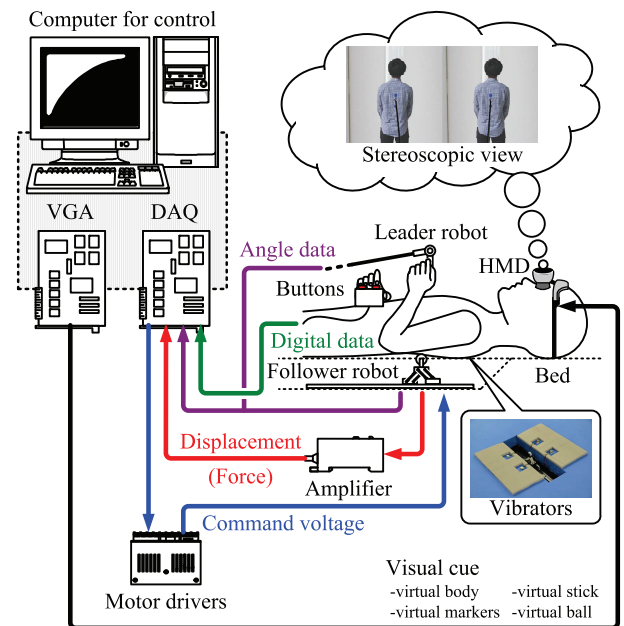 Computer for control
Stereoscopic view
VGA
DAQ
Leader robot
Angle data
HMD
Buttons
Digital data
Follower robot
Bed
Displacement
(Force)
Amplifier
Vibrators
Command voltage
Motor drivers
Visual cue
-virtual body -virtual stick
-virtual markers -virtual ball